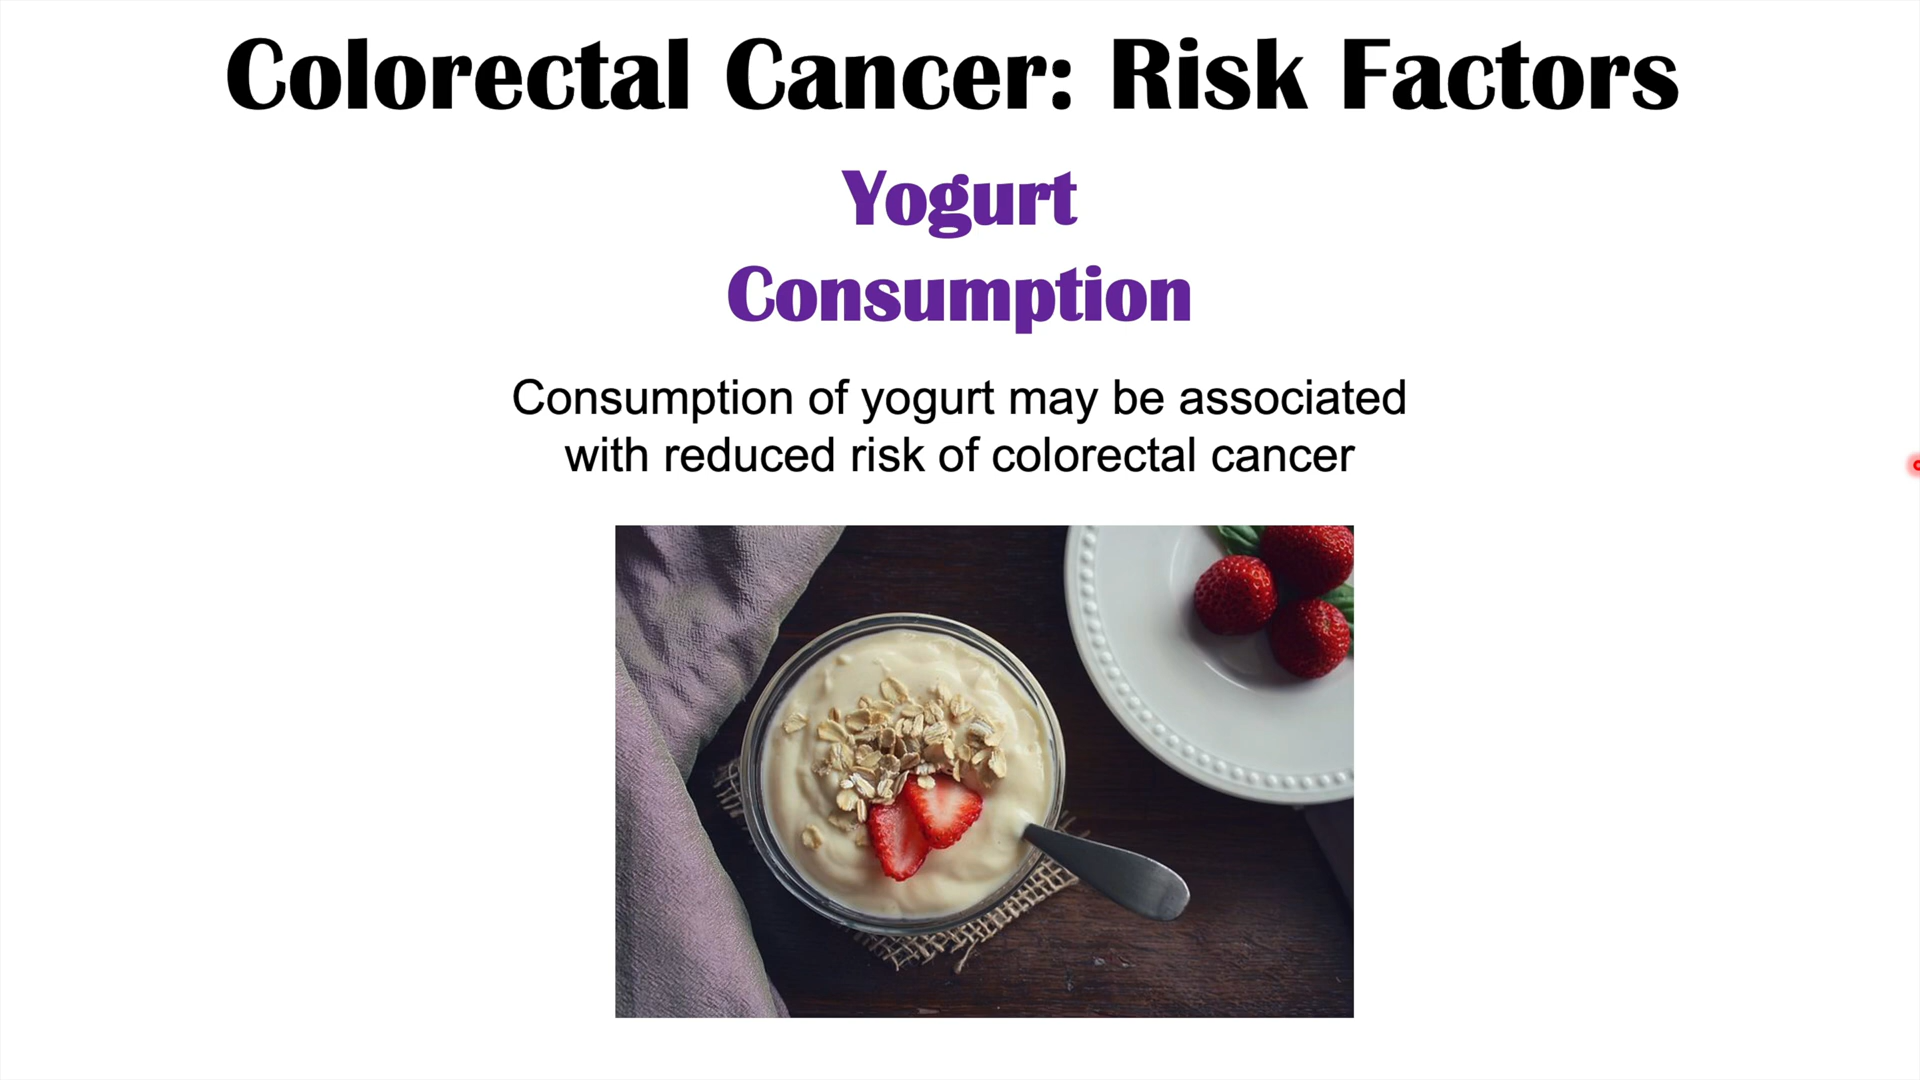 Colorectal Cancer: Risk Factors
Yogurt
Consumption
Consumption of yogurt may be associated
with reduced risk of colorectal cancer